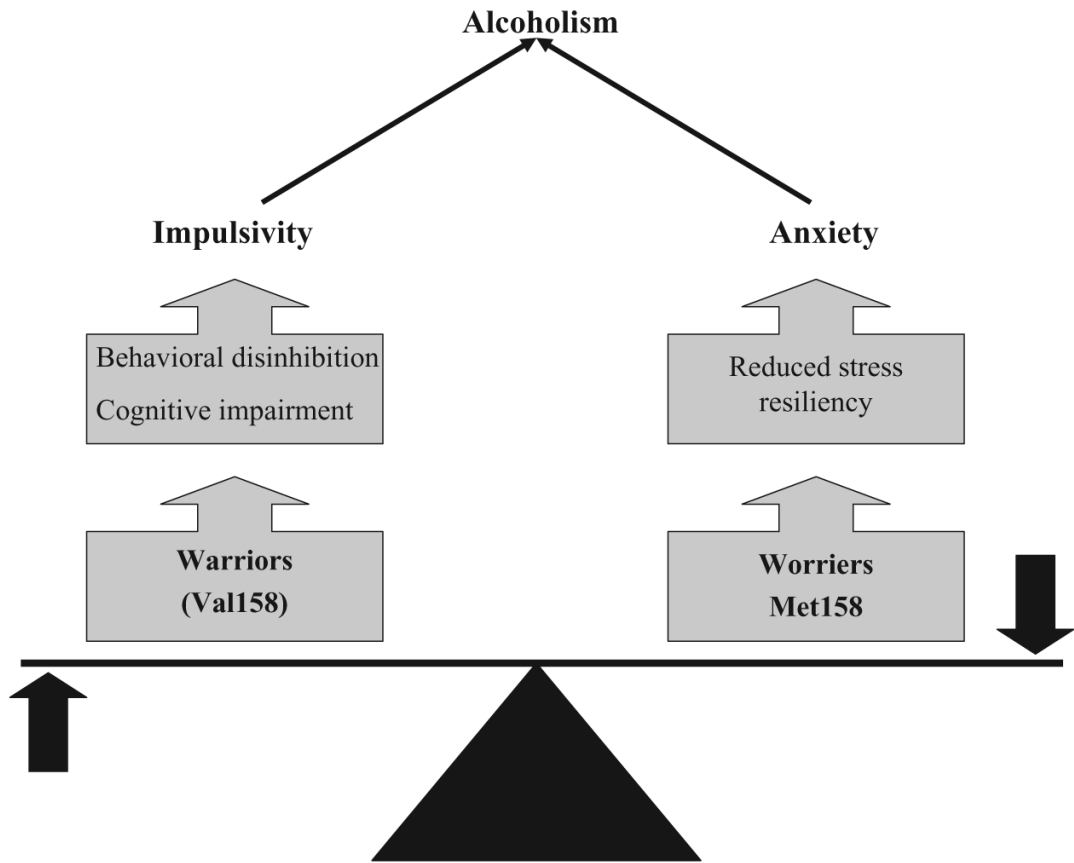 Alcoholism
Impulsivity
Anxiety
Behavioral disinhibition
Cognitive impairment
Reduced stress
resiliency
Warriors
(Val158)
Worriers
Met158